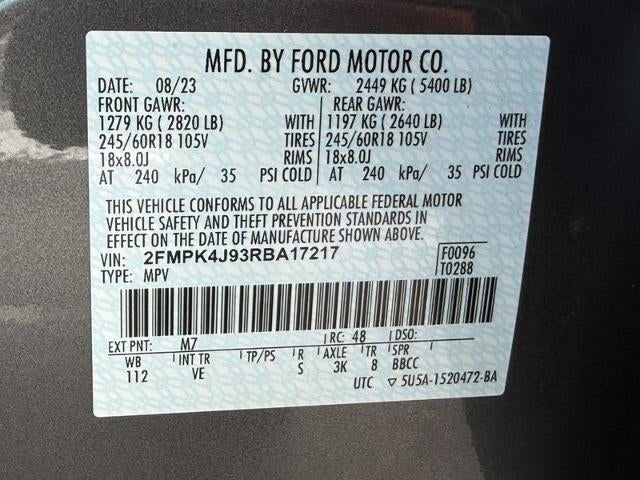 MFD. BY FORD MOTOR CO.
DATE: 08/23 GVWR: 2449 KG ( 5400 LB)
FRONT GAWR: REAR GAWR:
1279 KG ( 2820 LB) WITH 1197 KG ( 2640 LB) WITH
245/60R18 105V TIRES 245/60R18 105V TIRES
18x8.0J RIMS 18x8.0J RIMS
AT 240 kPa/ 35 PSI COLD AT 240 kPa/ 35 PSI COLD
THIS VEHICLE CONFORMS TO ALL APPLICABLE FEDERAL MOTOR
VEHICLE SAFETY AND THEFT PREVENTION STANDARDS IN
EFFECT ON THE DATE OF MANUFACTURE SHOWN ABOVE.
VIN: 2FMPK4J93RBA17217 F0096
TYPE: MPV T0288
EXT PNT: M7 RC: 48 DSO:
WB INT TR TP/PS R AXLE TR SPR
112 VE S 3K 8 BBCC
UTC ▽ 5U5A-1520472-BA